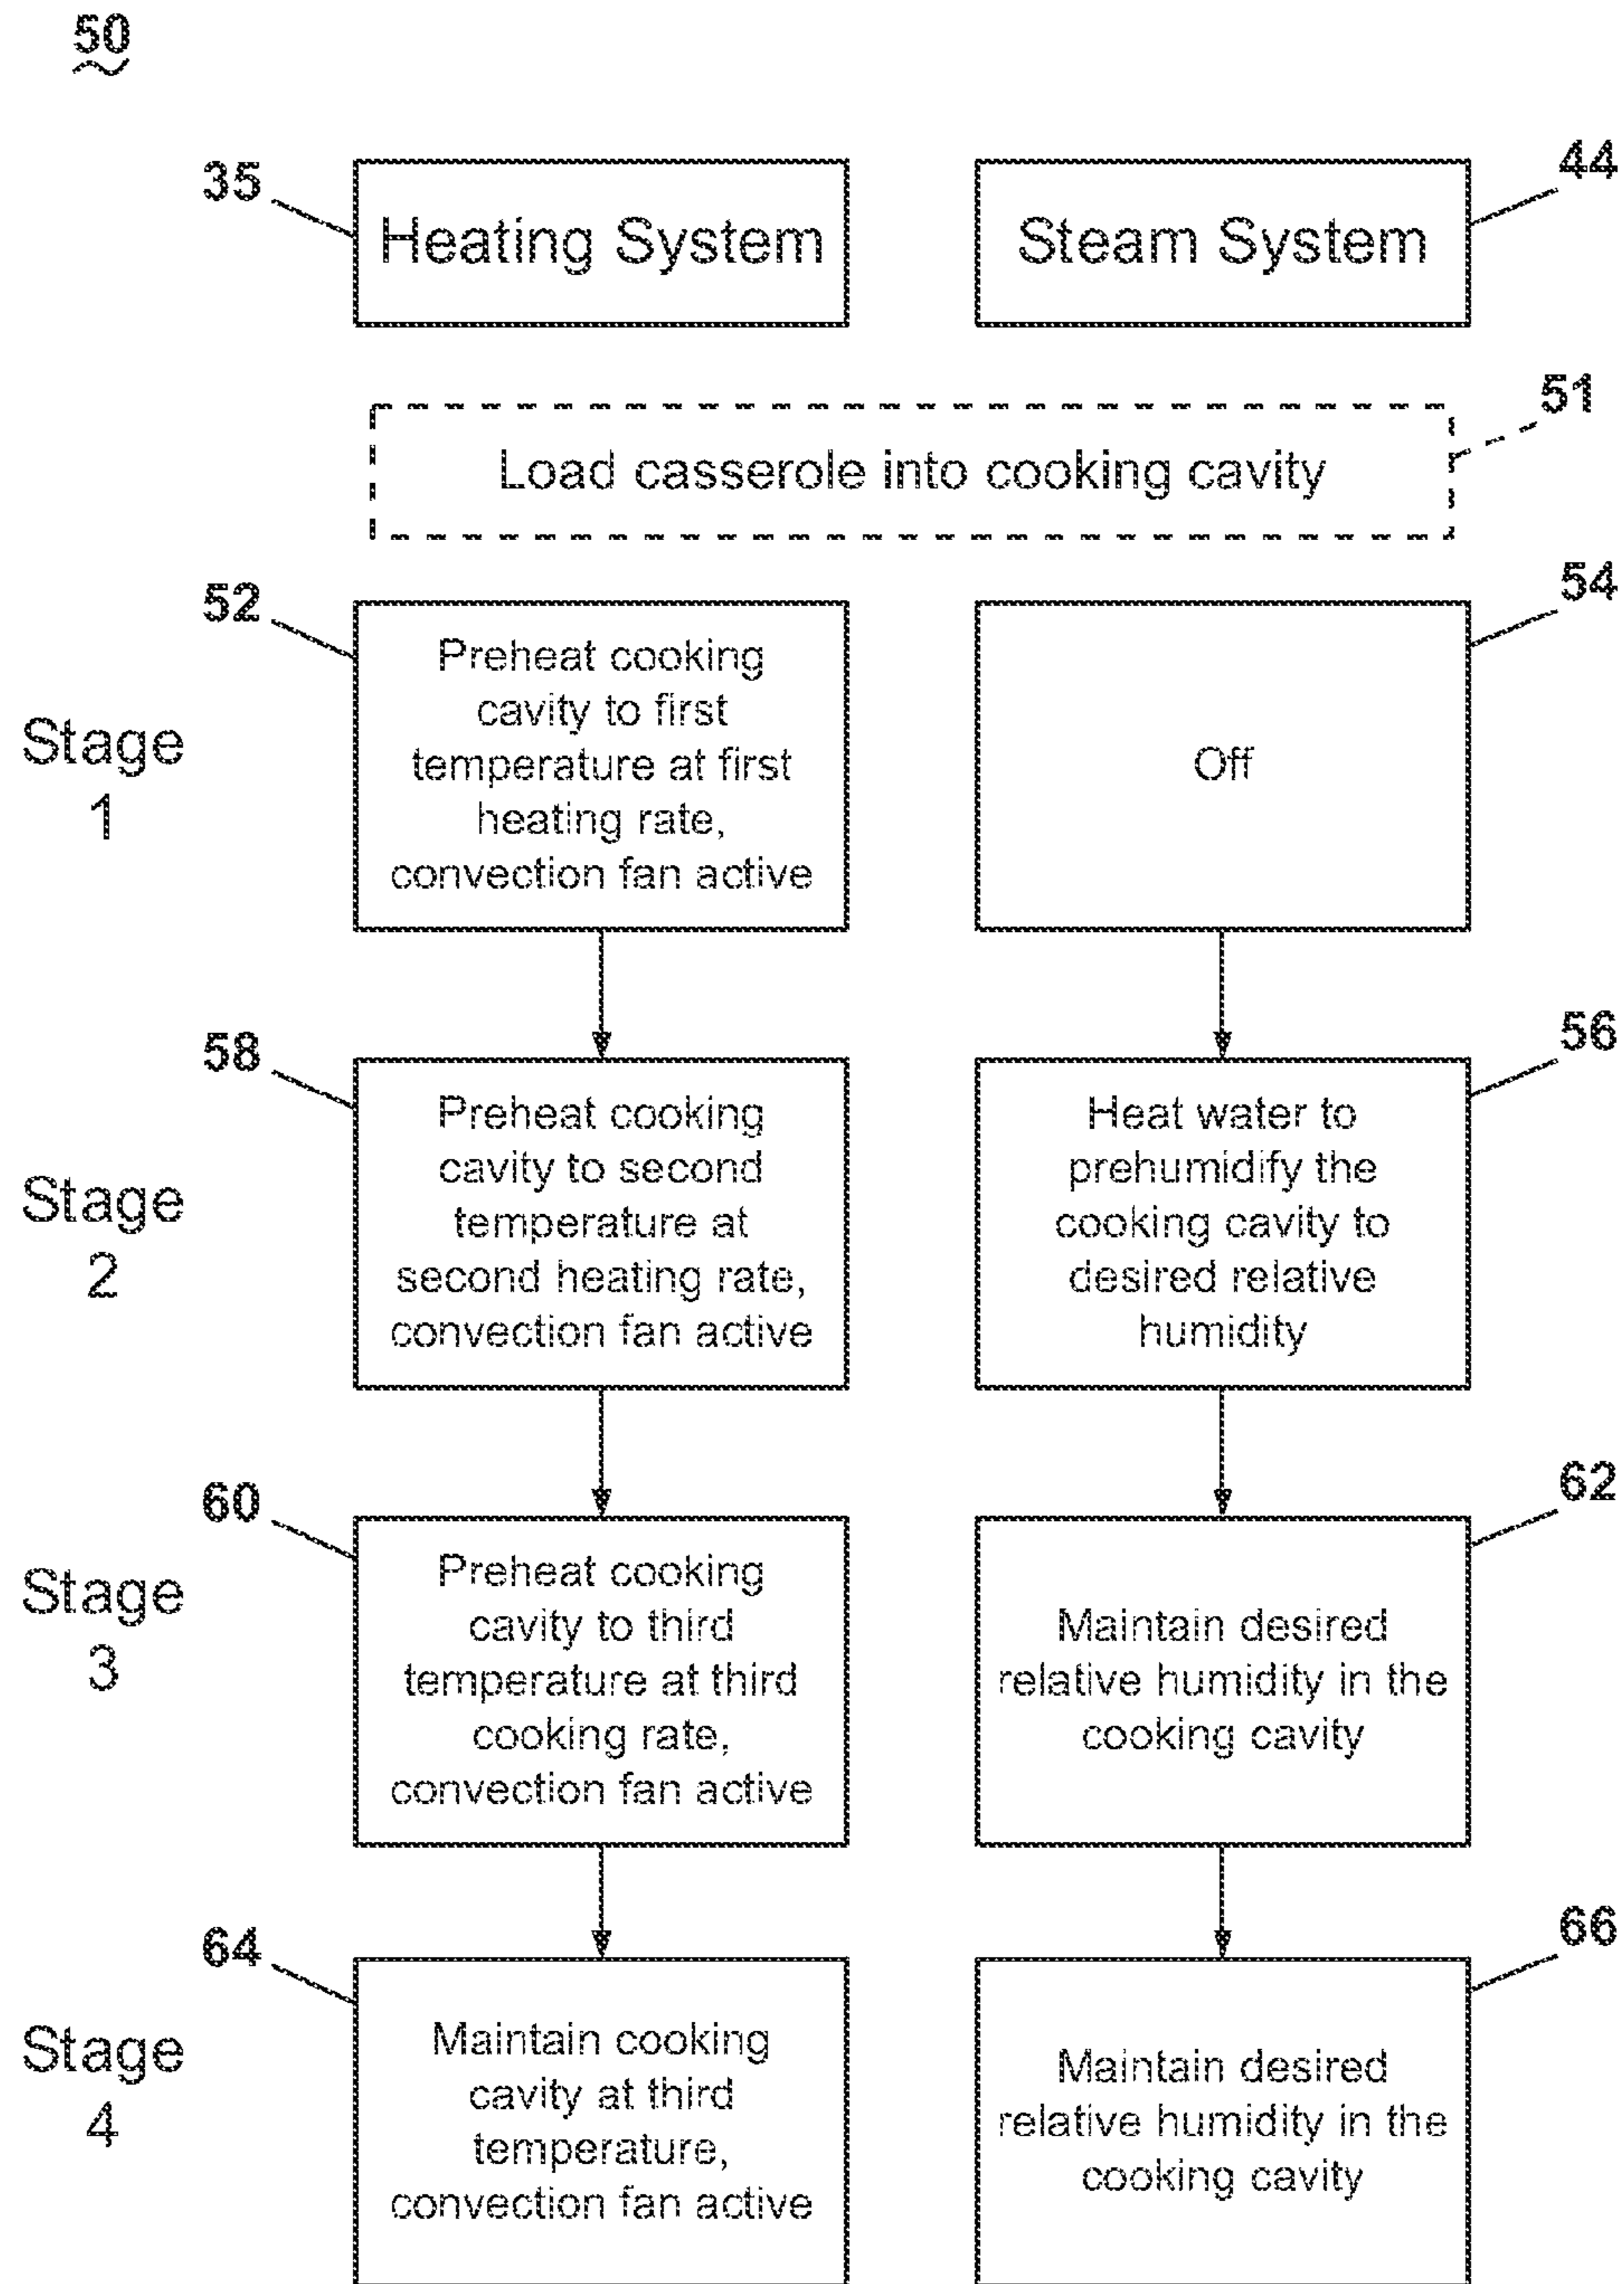 50
35
Heating System
Steam System
44
51
Load casserole into cooking cavity
52
54
Stage
1
Preheat cooking
cavity to first
temperature at first
heating rate,
convection fan active
Off
58
56
Stage
2
Preheat cooking
cavity to second
temperature at
second heating rate,
convection fan active
Heat water to
prehumidify the
cooking cavity to
desired relative
humidity
60
62
Stage
3
Preheat cooking
cavity to third
temperature at third
cooking rate,
convection fan active
Maintain desired
relative humidity in the
cooking cavity
64
66
Stage
4
Maintain cooking
cavity at third
temperature,
convection fan active
Maintain desired
relative humidity in the
cooking cavity